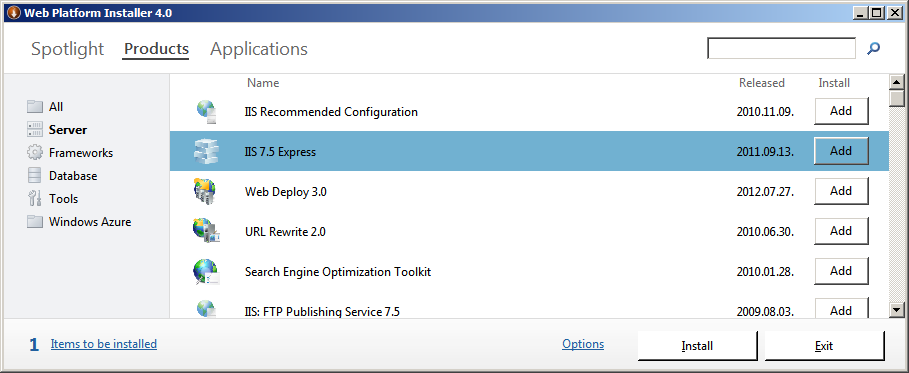 Web Platform Installer 4.0
Spotlight Products Applications
Name Released Install
All
Server
Frameworks
Database
Tools
Windows Azure
IIS Recommended Configuration 2010.11.09. Add
IIS 7.5 Express 2011.09.13. Add
Web Deploy 3.0 2012.07.27. Add
URL Rewrite 2.0 2010.06.30. Add
Search Engine Optimization Toolkit 2010.01.28. Add
IIS: FTP Publishing Service 7.5 2009.08.03. Add
1 Items to be installed Options Install Exit